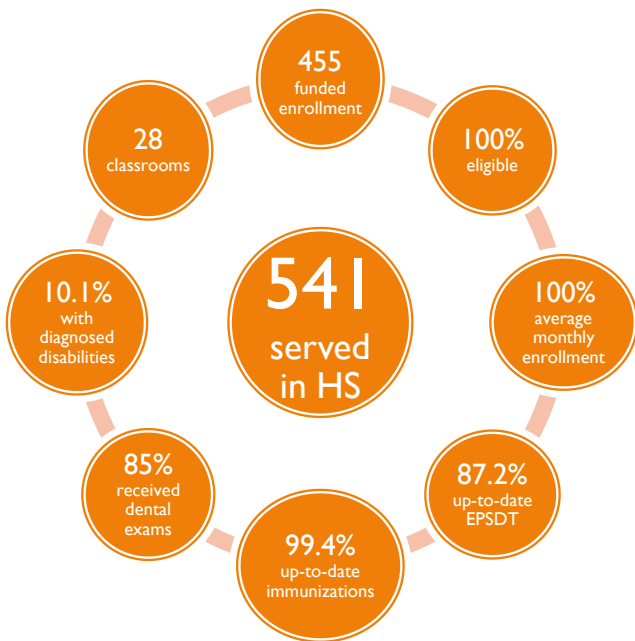 455
funded
enrollment
100%
eligible
100%
average
monthly
enrollment
87.2%
up-to-date
EPSDT
99.4%
up-to-date
immunizations
85%
received
dental
exams
10.1%
with
diagnosed
disabilities
28
classrooms
541
served
in HS